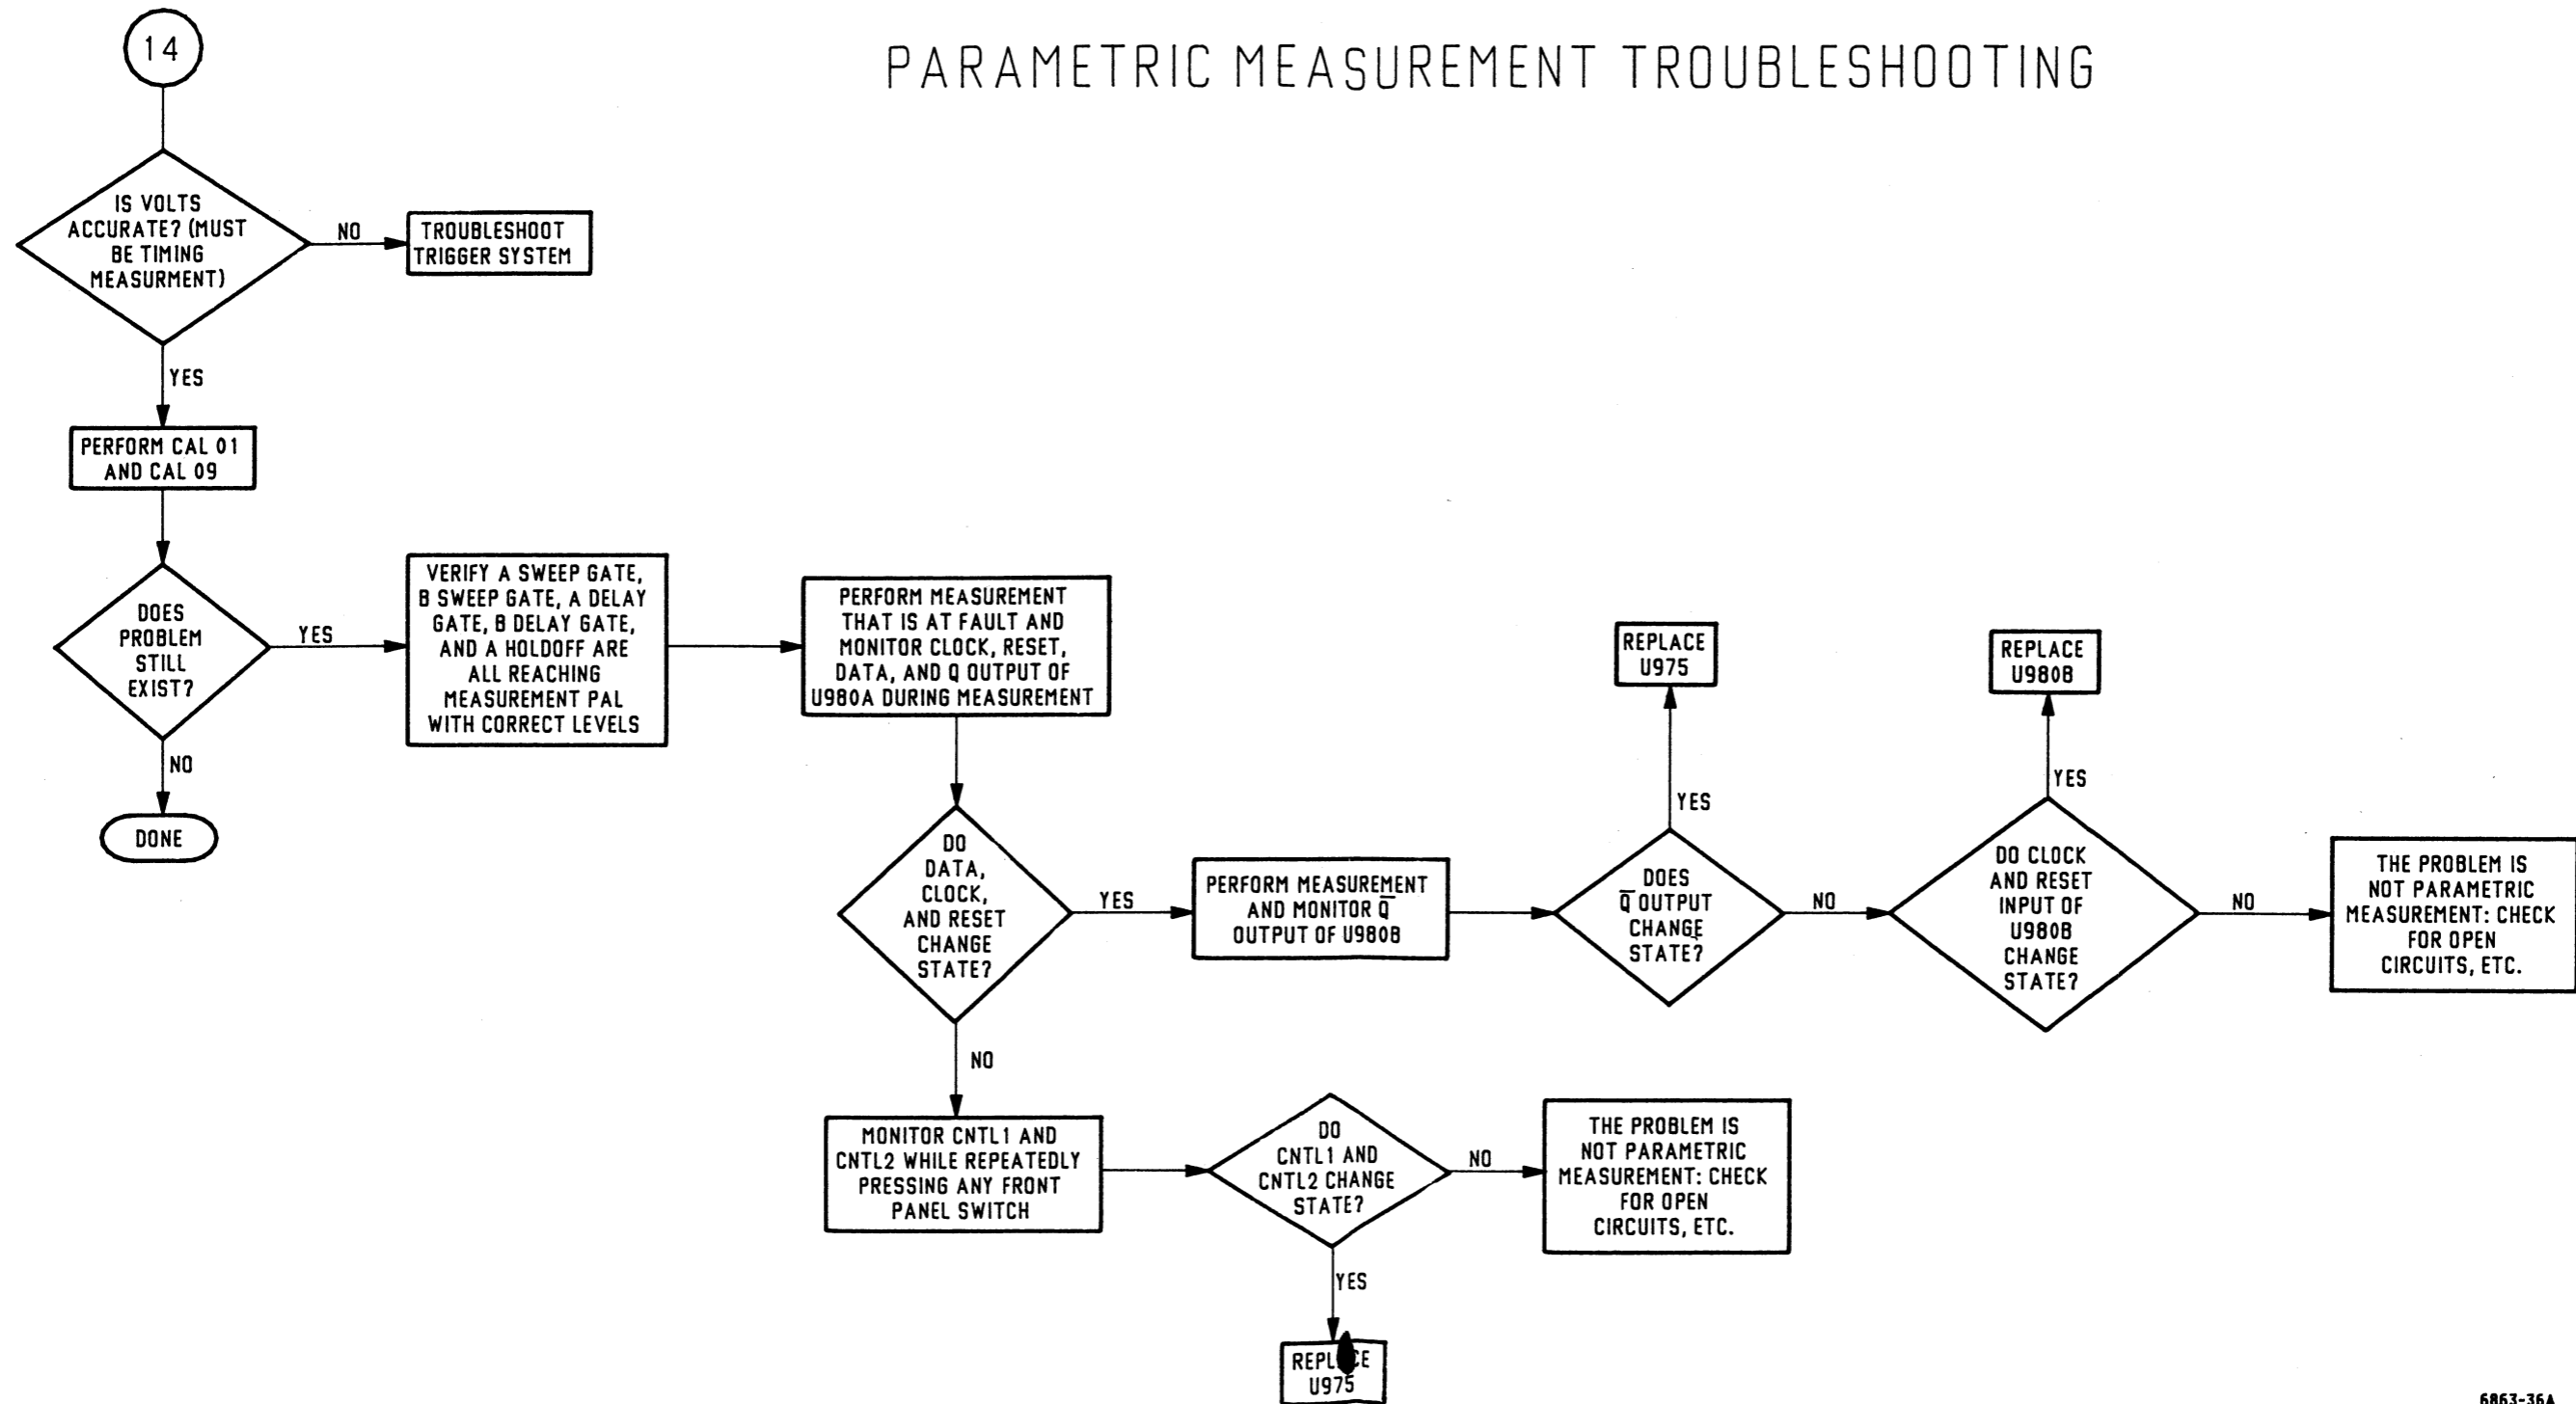 14
PARAMETRIC MEASUREMENT TROUBLESHOOTING
IS VOLTS
ACCURATE? (MUST
BE TIMING
MEASURMENT)
NO
TROUBLESHOOT
TRIGGER SYSTEM
YES
PERFORM CAL 01
AND CAL 09
DOES
PROBLEM
STILL
EXIST?
NO
DONE
YES
VERIFY A SWEEP GATE,
B SWEEP GATE, A DELAY
GATE, B DELAY GATE,
AND A HOLDOFF ARE
ALL REACHING
MEASUREMENT PAL
WITH CORRECT LEVELS
PERFORM MEASUREMENT
THAT IS AT FAULT AND
MONITOR CLOCK, RESET,
DATA, AND Q OUTPUT OF
U980A DURING MEASUREMENT
DO
DATA,
CLOCK,
AND RESET
CHANGE
STATE?
YES
PERFORM MEASUREMENT
AND MONITOR Q̅
OUTPUT OF U980B
DOES
Q̅ OUTPUT
CHANGE
STATE?
YES
REPLACE
U975
NO
DO CLOCK
AND RESET
INPUT OF
U980B
CHANGE
STATE?
YES
REPLACE
U980B
NO
THE PROBLEM IS
NOT PARAMETRIC
MEASUREMENT: CHECK
FOR OPEN
CIRCUITS, ETC.
NO
MONITOR CNTL1 AND
CNTL2 WHILE REPEATEDLY
PRESSING ANY FRONT
PANEL SWITCH
DO
CNTL1 AND
CNTL2 CHANGE
STATE?
NO
THE PROBLEM IS
NOT PARAMETRIC
MEASUREMENT: CHECK
FOR OPEN
CIRCUITS, ETC.
YES
REPLACE
U975
6863-36A